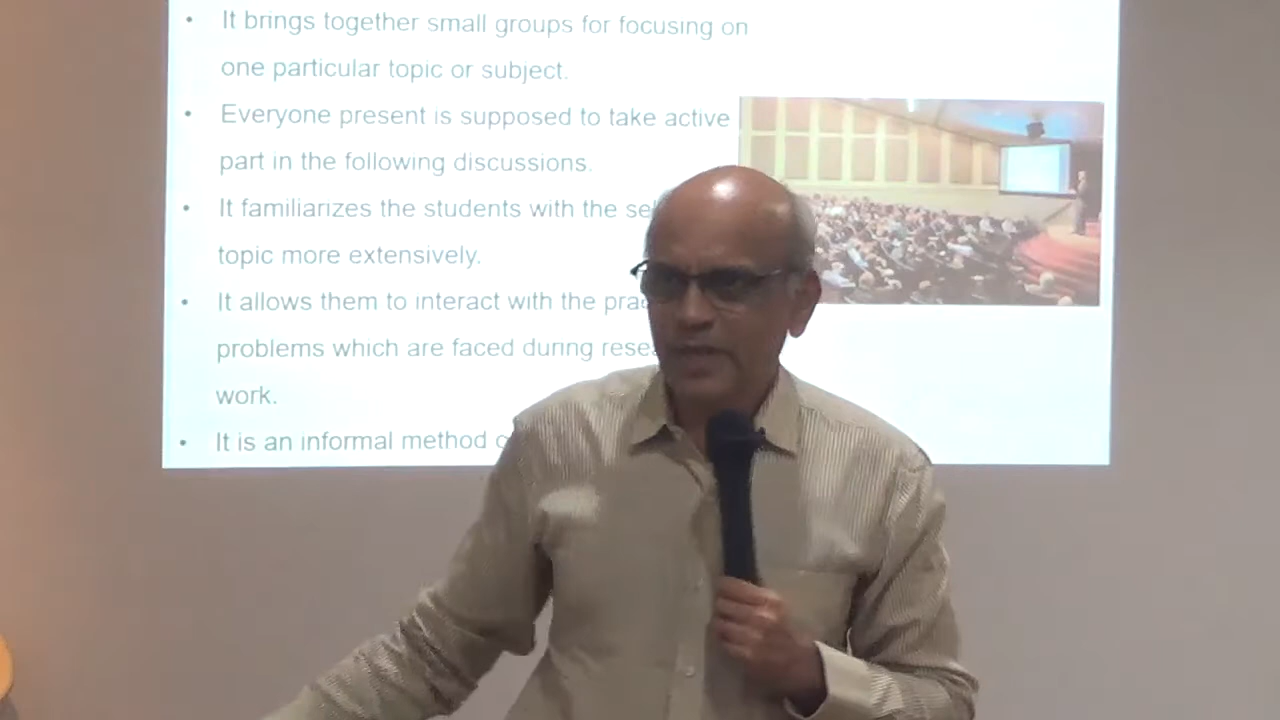 • It brings together small groups for focusing on
one particular topic or subject.
• Everyone present is supposed to take active
part in the following discussions.
• It familiarizes the students with the
topic more extensively.
• It allows them to interact with the
problems which are faced during
work.
• It is an informal method